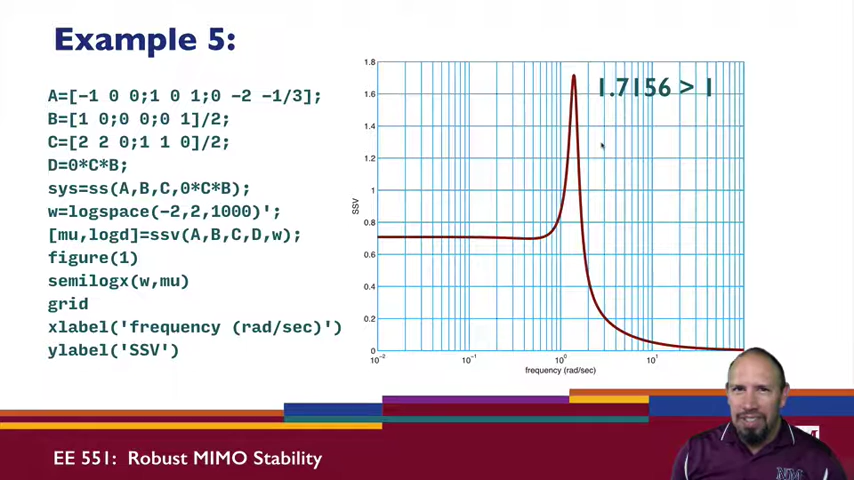 Example 5:
A=[-1 0 0;1 0 1;0 -2 -1/3];
B=[1 0;0 0;0 1]/2;
C=[2 2 0;1 1 0]/2;
D=0*C*B;
sys=ss(A,B,C,0*C*B);
w=logspace(-2,2,1000)';
[mu,logd]=ssv(A,B,C,D,w);
figure(1)
semilogx(w,mu)
grid
xlabel('frequency (rad/sec)')
ylabel('SSV')
1.7156 > 1
1.8
1.6
1.4
1.2
1
0.8
0.6
0.4
0.2
0
SSV
10⁻² 10⁻¹ 10⁰ 10¹
frequency (rad/sec)
EE 551: Robust MIMO Stability
NM